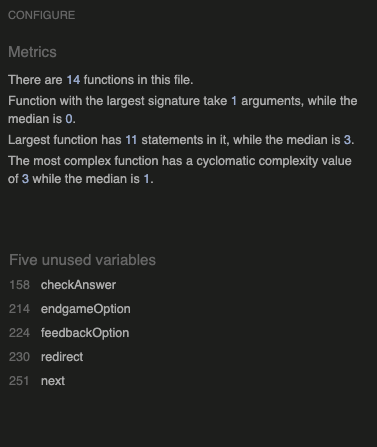 CONFIGURE
Metrics
There are 14 functions in this file.
Function with the largest signature take 1 arguments, while the
median is 0.
Largest function has 11 statements in it, while the median is 3.
The most complex function has a cyclomatic complexity value
of 3 while the median is 1.
Five unused variables
158 checkAnswer
214 endgameOption
224 feedbackOption
230 redirect
251 next